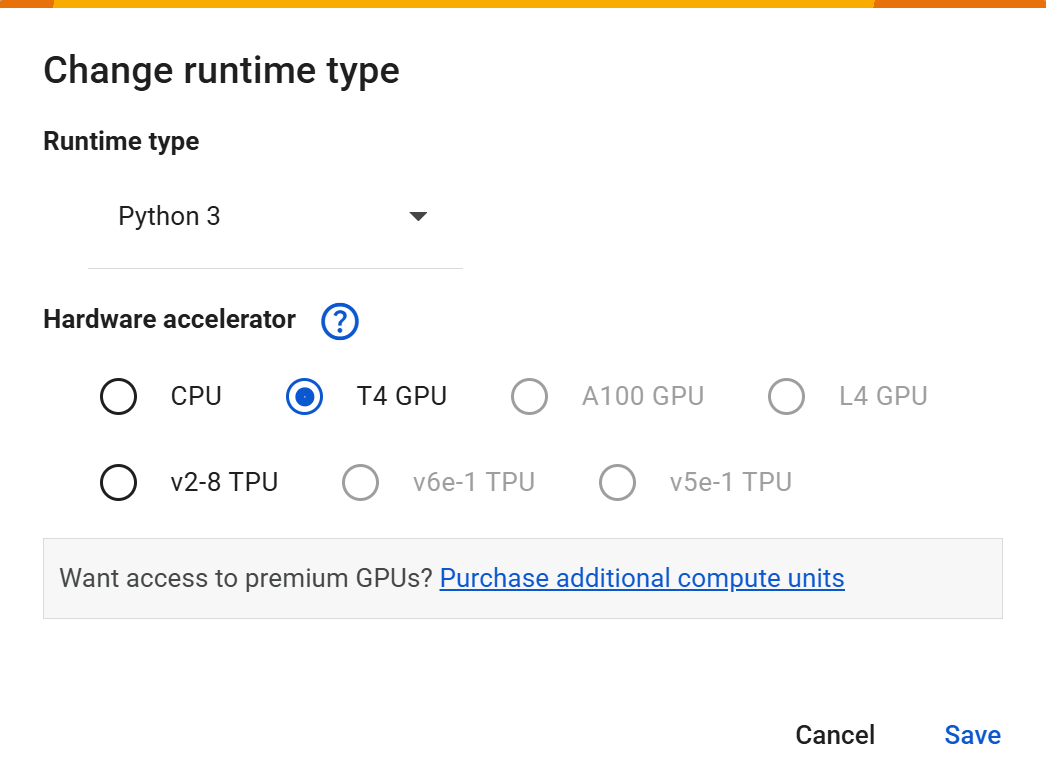 Change runtime type
Runtime type
Python 3
Hardware accelerator ?
CPU T4 GPU A100 GPU L4 GPU
v2-8 TPU v6e-1 TPU v5e-1 TPU
Want access to premium GPUs? Purchase additional compute units
Cancel Save